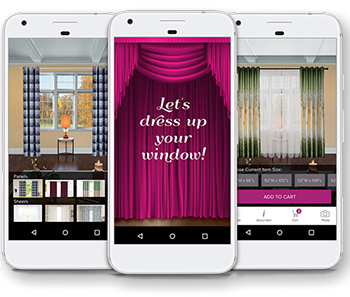 Let's
dress up
your
window!
Panels
Sheers
Current Item Size:
ADD TO CART
About Item
Cart
Photo